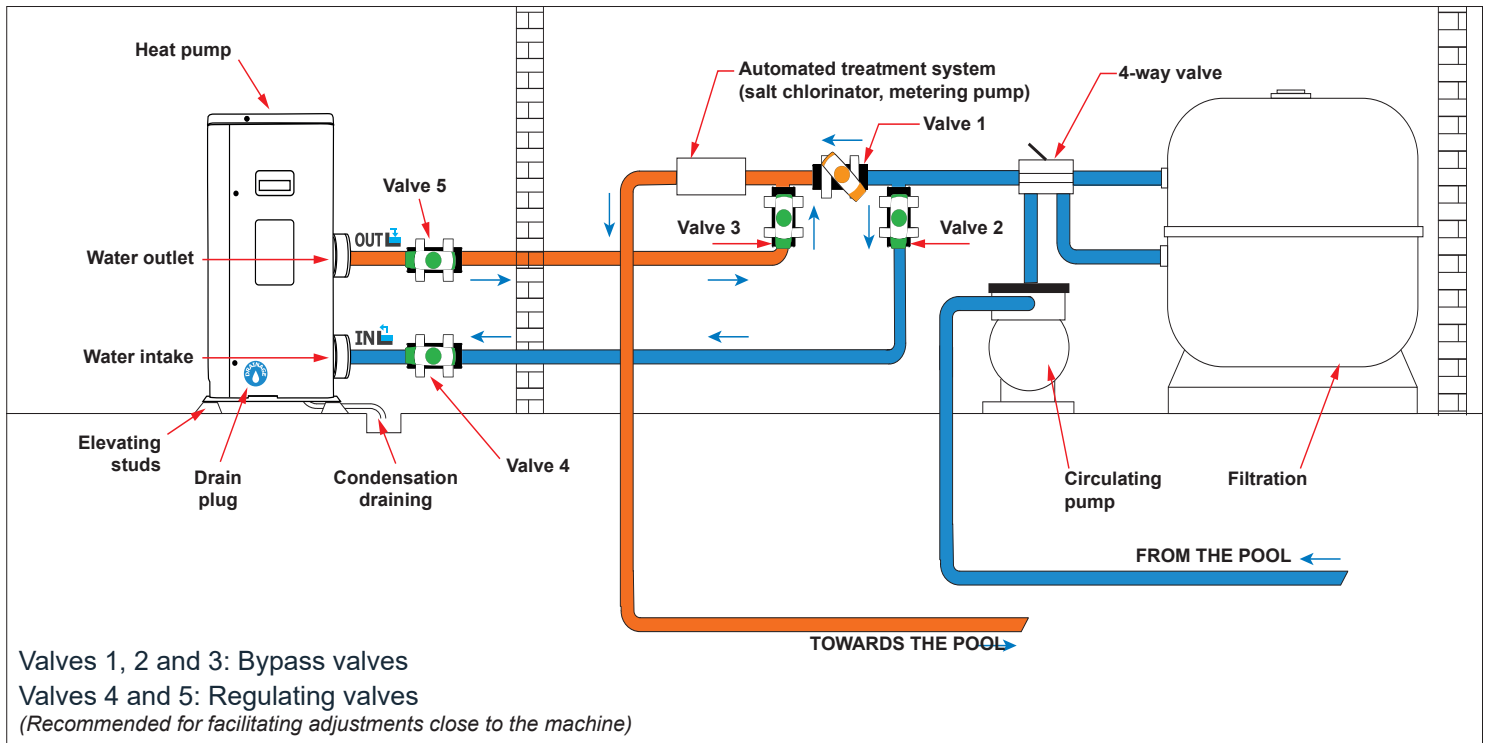 Heat pump
Automated treatment system
(salt chlorinator, metering pump)
4-way valve
Valve 1
Valve 5
Valve 3
Valve 2
OUT
Water outlet
IN
Water intake
DRAINAGE
Elevating
studs
Drain
plug
Condensation
draining
Valve 4
Circulating
pump
Filtration
FROM THE POOL
TOWARDS THE POOL
Valves 1, 2 and 3: Bypass valves
Valves 4 and 5: Regulating valves
(Recommended for facilitating adjustments close to the machine)